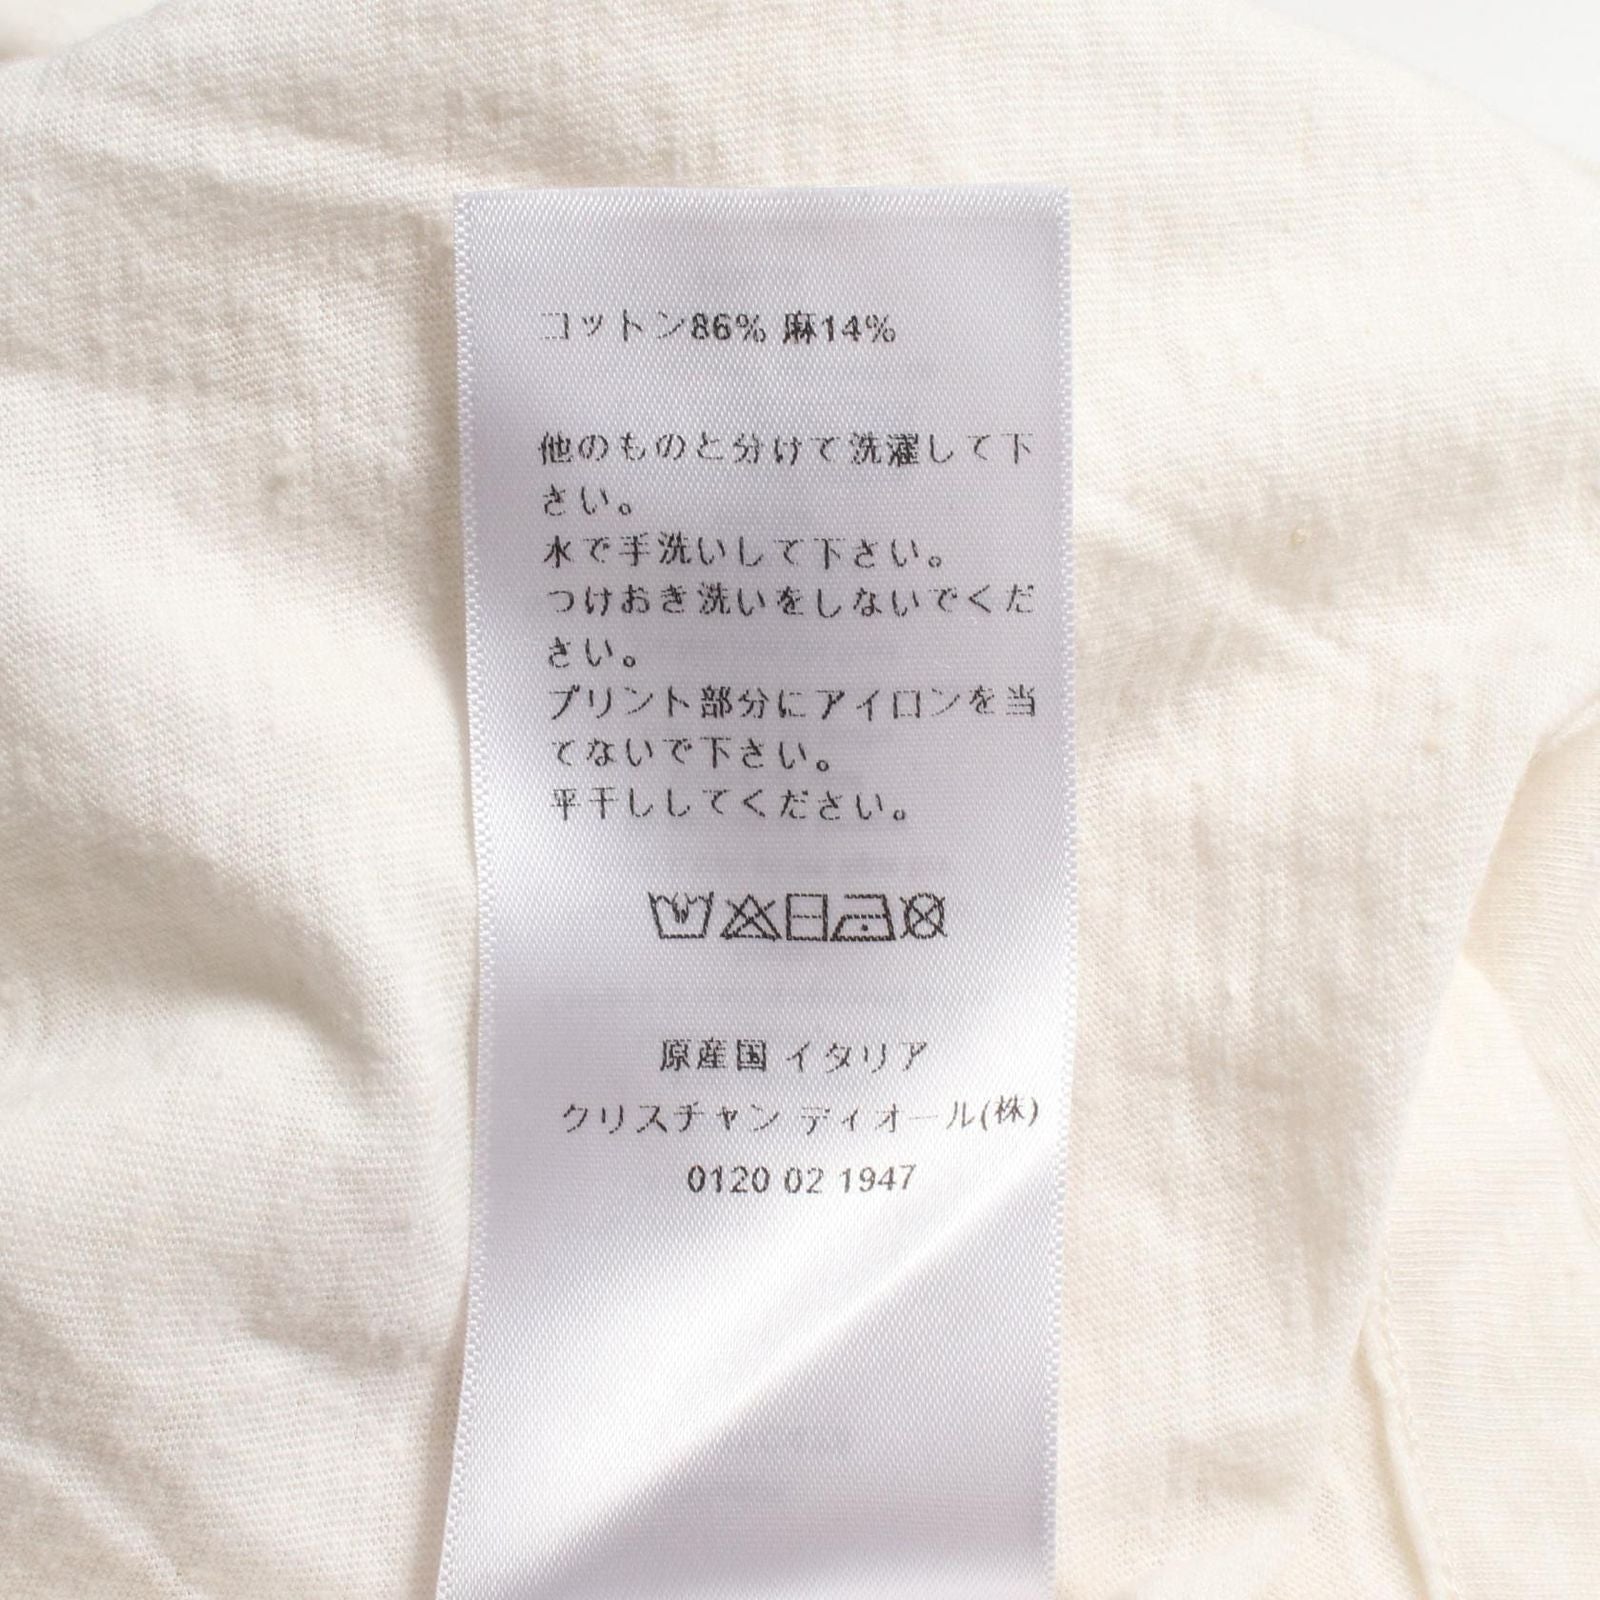 コットン86% 麻14%
他のものと分けて洗濯して下
さい。
水で手洗いして下さい。
つけおき洗いをしないでくだ
さい。
プリント部分にアイロンを当
てないで下さい。
平干ししてください。
原産国 イタリア
クリスチャン ディオール(株)
0120 02 1947